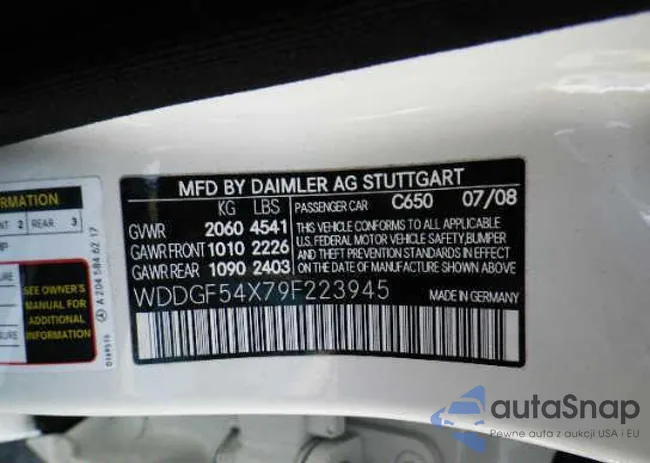 MFD BY DAIMLER AG STUTTGART
KG LBS PASSENGER CAR C650 07/08
GVWR 2060 4541
GAWR FRONT 1010 2226
GAWR REAR 1090 2403
THIS VEHICLE CONFORMS TO ALL APPLICABLE
U.S. FEDERAL MOTOR VEHICLE SAFETY, BUMPER
AND THEFT PREVENTION STANDARDS IN EFFECT
ON THE DATE OF MANUFACTURE SHOWN ABOVE
WDDGF54X79F223945 MADE IN GERMANY
REAR 3
SEE OWNER'S
MANUAL FOR
ADDITIONAL
INFORMATION
A 204 584 62 17
autaSnap
Pewne auta z aukcji USA i EU